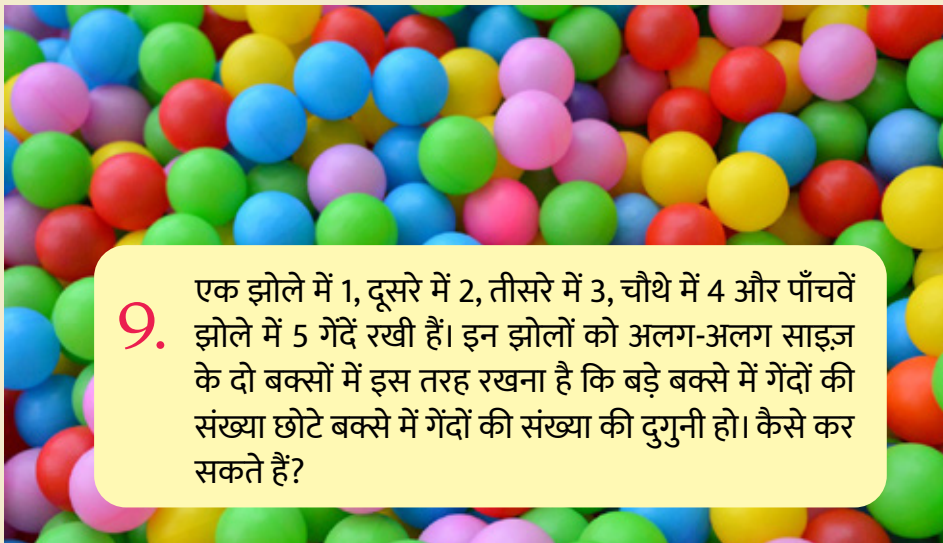 9.
एक झोले में 1, दूसरे में 2, तीसरे में 3, चौथे में 4 और पाँचवें
झोले में 5 गेंदें रखी हैं। इन झोलों को अलग-अलग साइज़
के दो बक्सों में इस तरह रखना है कि बड़े बक्से में गेंदों की
संख्या छोटे बक्से में गेंदों की संख्या की दुगुनी हो। कैसे कर
सकते हैं?